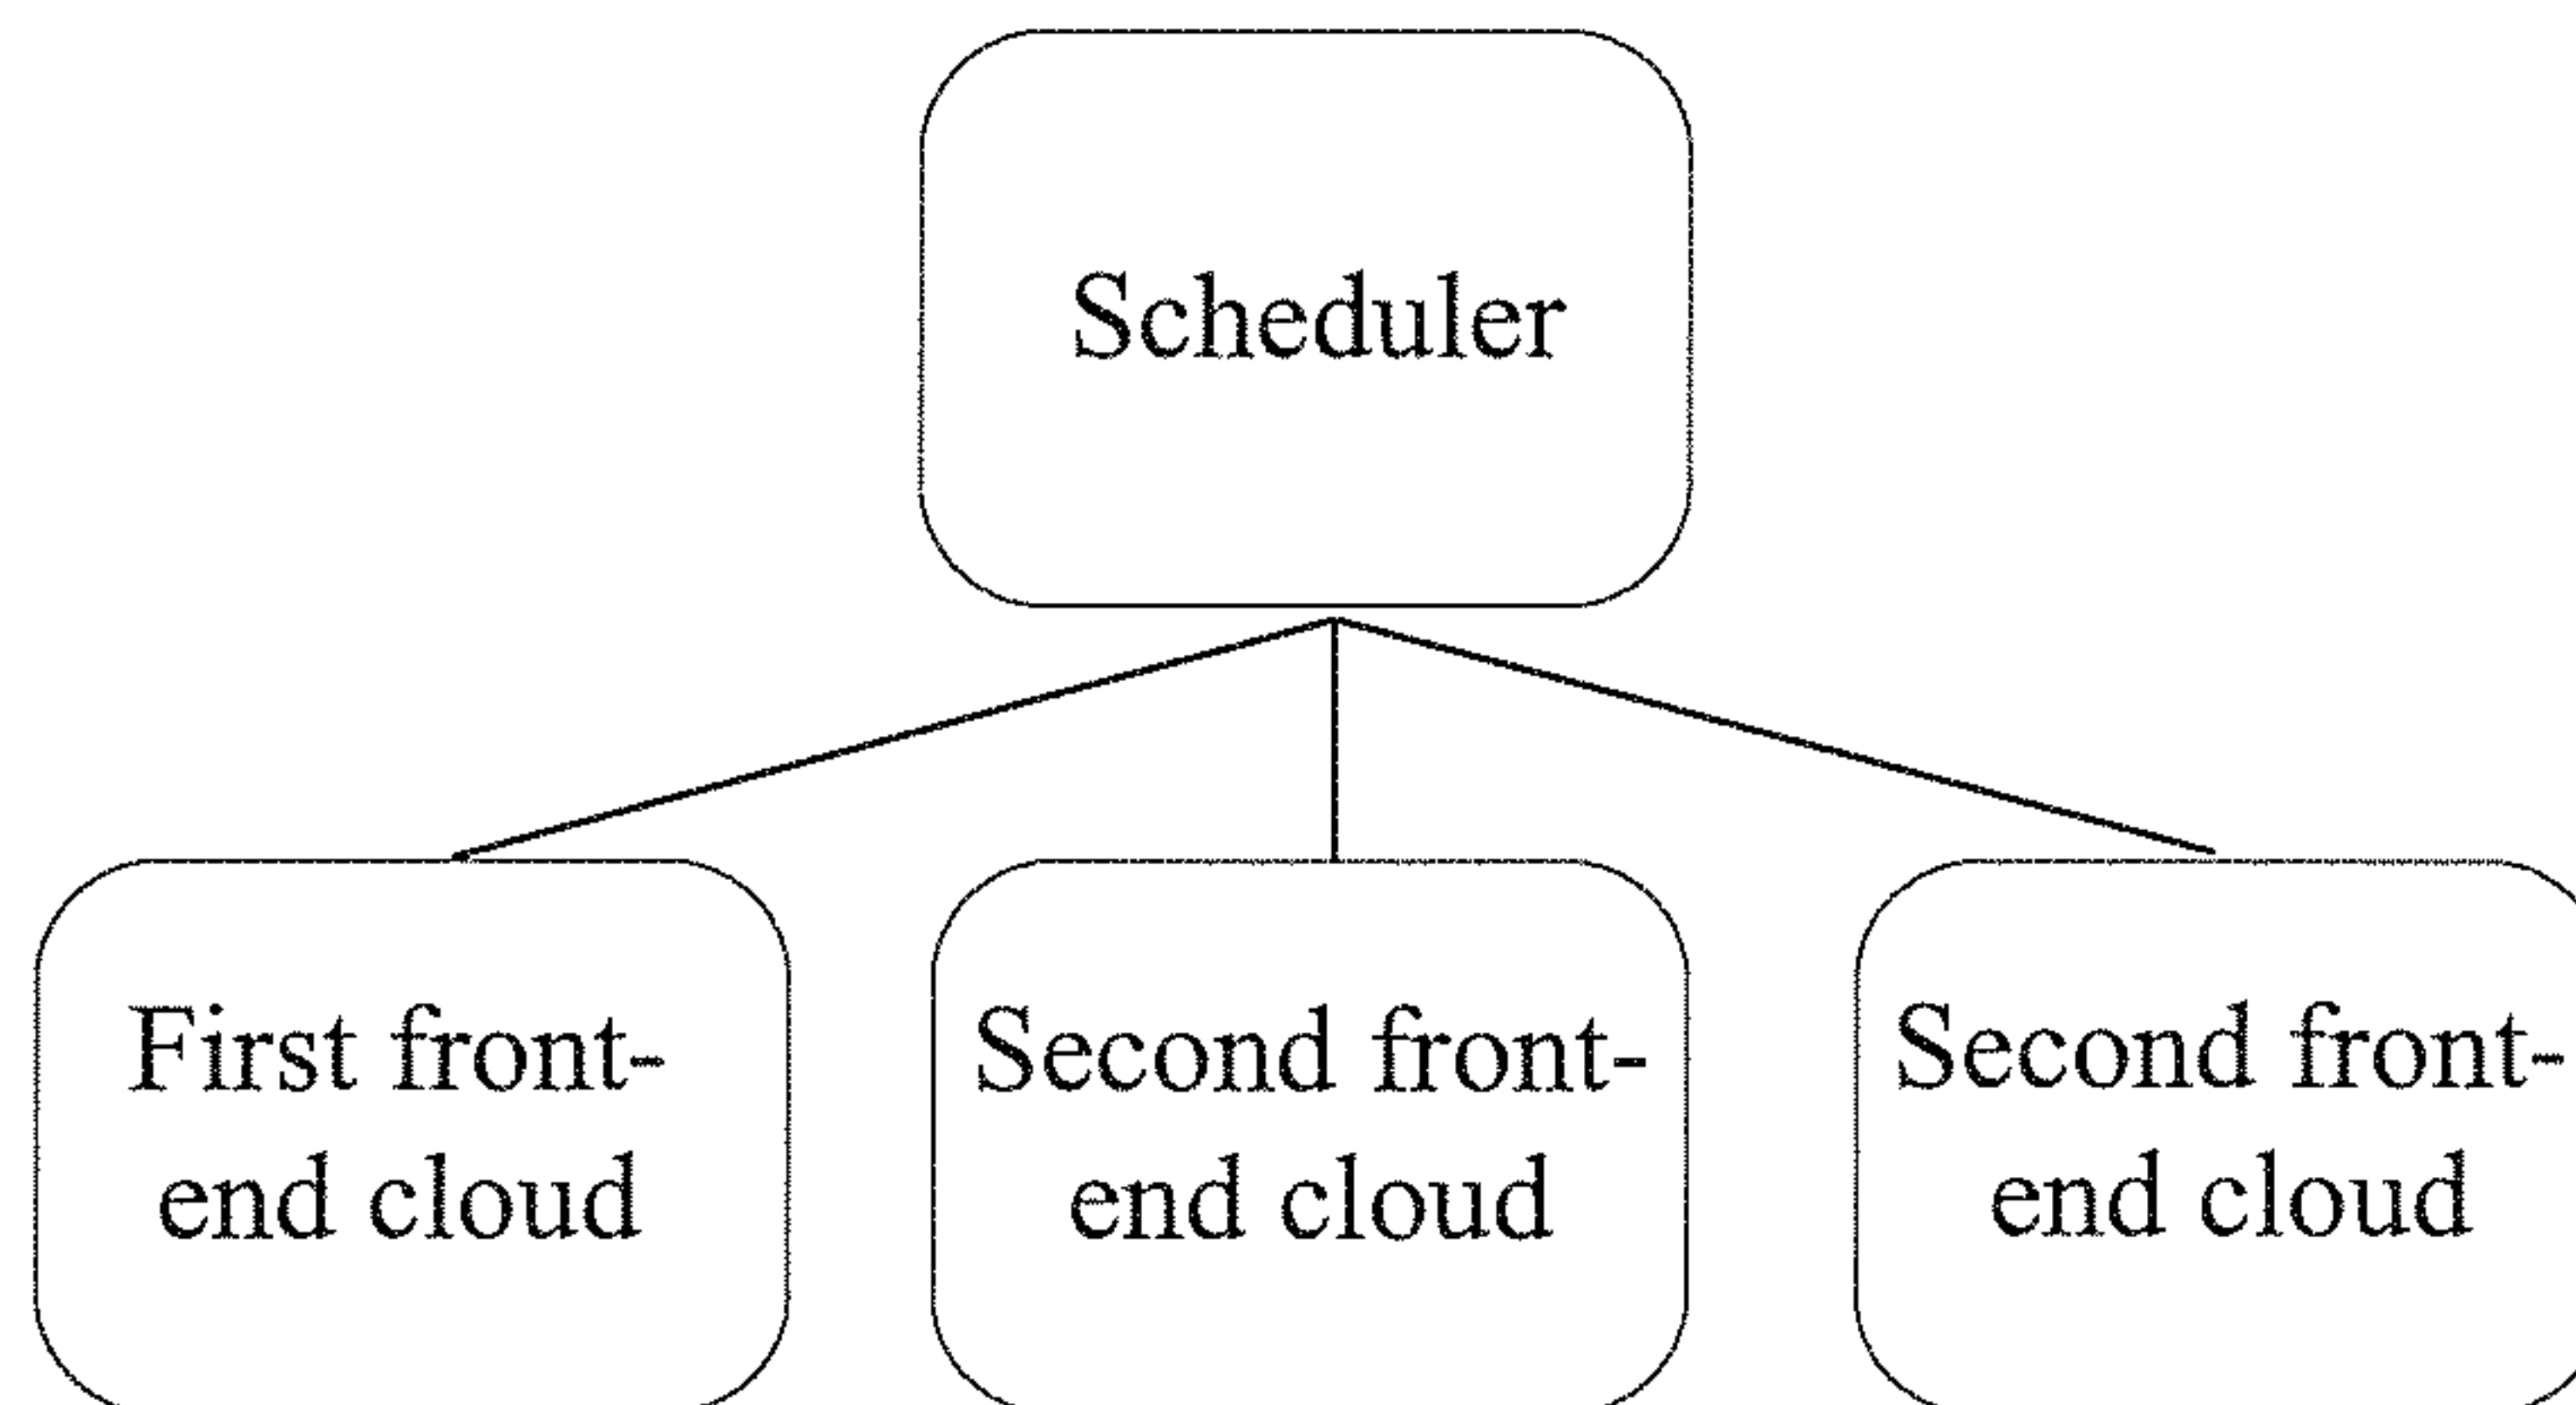 Scheduler
First front-
end cloud
Second front-
end cloud
Second front-
end cloud